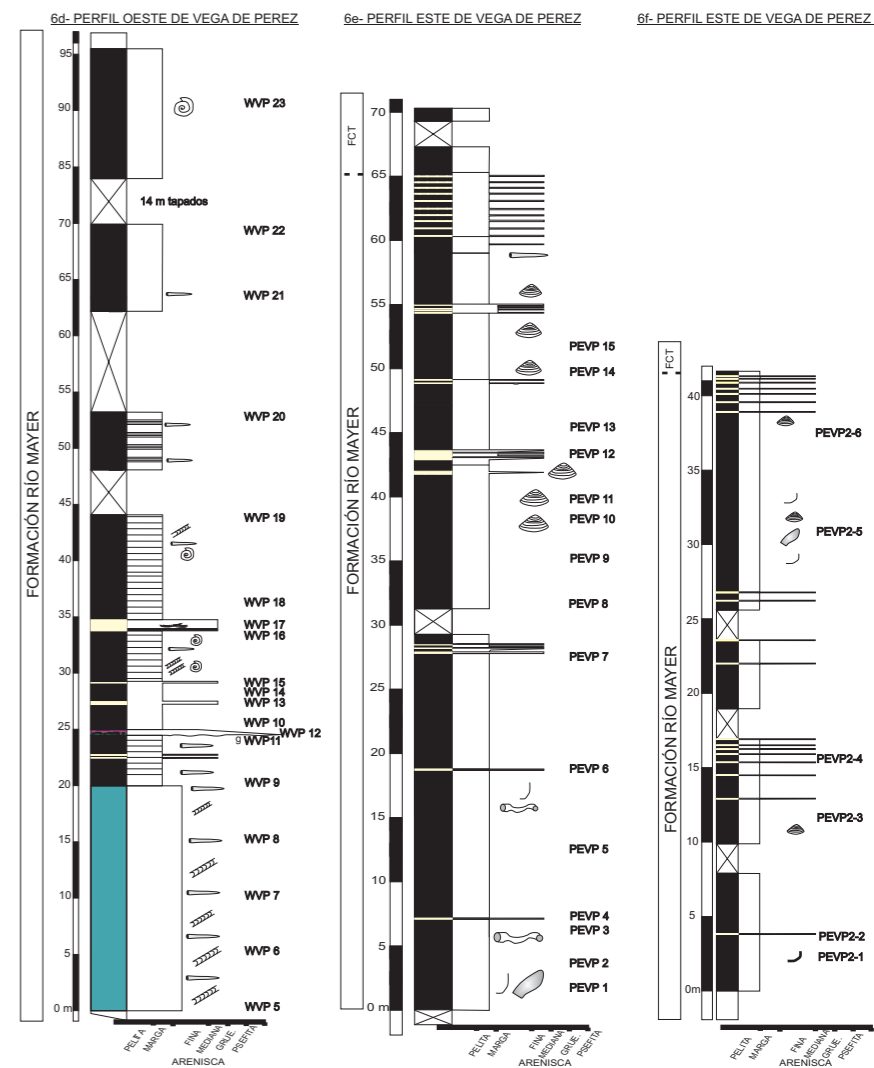 6d- PERFIL OESTE DE VEGA DE PEREZ
FORMACIÓN RÍO MAYER
95
90
85
70
65
60
55
50
45
40
35
30
25
20
15
10
5
0 m
14 m tapados
WVP 23
WVP 22
WVP 21
WVP 20
WVP 19
WVP 18
WVP 17
WVP 16
WVP 15
WVP 14
WVP 13
WVP 10
WVP 12
g WVP11
WVP 9
WVP 8
WVP 7
WVP 6
WVP 5
PELITA
MARGA
FINA
MEDIANA
GRUE.
PSEFITA
ARENISCA
6e- PERFIL ESTE DE VEGA DE PEREZ
FCT
FORMACIÓN RÍO MAYER
70
65
60
55
50
45
40
35
30
25
20
15
10
5
0 m
PEVP 15
PEVP 14
PEVP 13
PEVP 12
PEVP 11
PEVP 10
PEVP 9
PEVP 8
PEVP 7
PEVP 6
PEVP 5
PEVP 4
PEVP 3
PEVP 2
PEVP 1
PELITA
MARGA
FINA
MEDIANA
GRUE.
PSEFITA
ARENISCA
6f- PERFIL ESTE DE VEGA DE PEREZ
FCT
FORMACIÓN RÍO MAYER
40
35
30
25
20
15
10
5
0m
PEVP2-6
PEVP2-5
PEVP2-4
PEVP2-3
PEVP2-2
PEVP2-1
PELITA
MARGA
FINA
MEDIANA
GRUE.
PSEFITA
ARENISCA